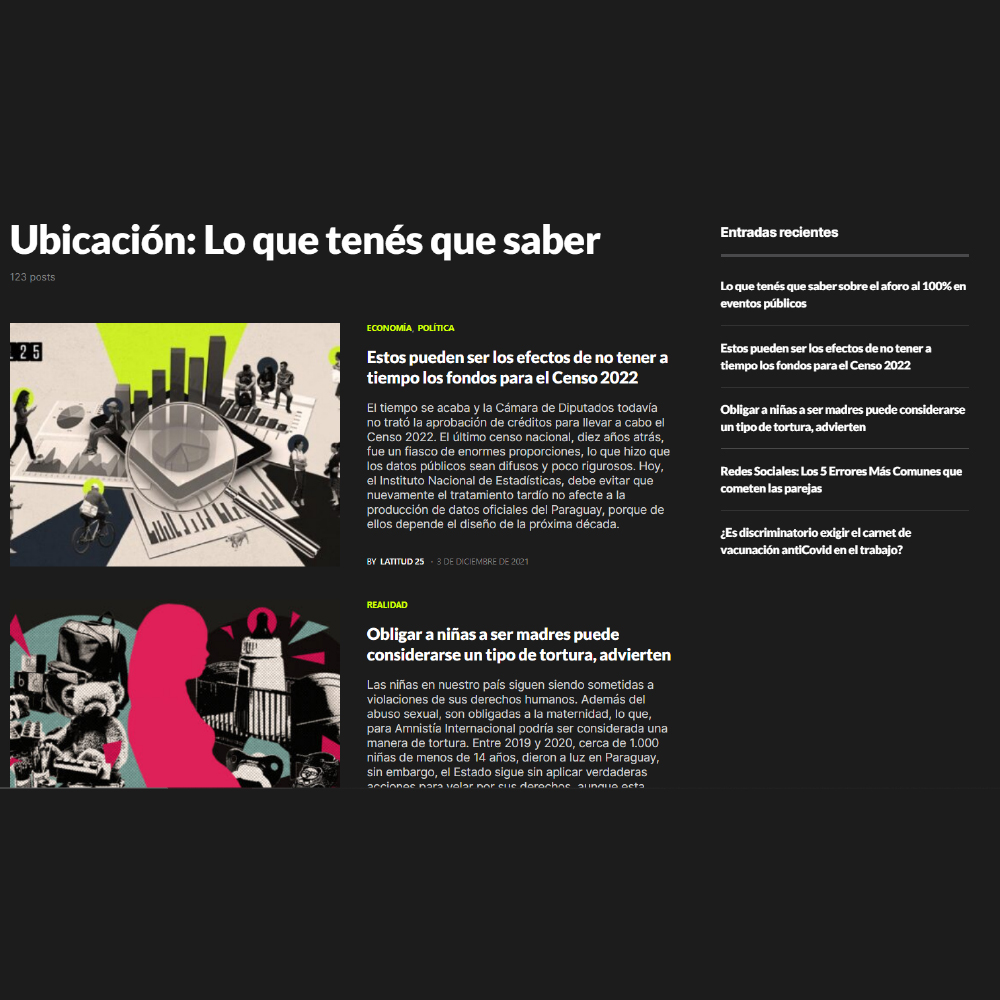 Ubicación: Lo que tenés que saber
123 posts
25
ECONOMÍA, POLÍTICA
Estos pueden ser los efectos de no tener a
tiempo los fondos para el Censo 2022
El tiempo se acaba y la Cámara de Diputados todavía
no trató la aprobación de créditos para llevar a cabo el
Censo 2022. El último censo nacional, diez años atrás,
fue un fiasco de enormes proporciones, lo que hizo que
los datos públicos sean difusos y poco rigurosos. Hoy,
el Instituto Nacional de Estadísticas, debe evitar que
nuevamente el tratamiento tardío no afecte a la
producción de datos oficiales del Paraguay, porque de
ellos depende el diseño de la próxima década.
BY LATITUD 25 - 3 DE DICIEMBRE DE 2021
REALIDAD
Obligar a niñas a ser madres puede
considerarse un tipo de tortura, advierten
Las niñas en nuestro país siguen siendo sometidas a
violaciones de sus derechos humanos. Además del
abuso sexual, son obligadas a la maternidad, lo que,
para Amnistía Internacional podría ser considerada una
manera de tortura. Entre 2019 y 2020, cerca de 1.000
niñas de menos de 14 años, dieron a luz en Paraguay,
sin embargo, el Estado sigue sin aplicar verdaderas
acciones para velar por sus derechos, aunque esta
Entradas recientes
Lo que tenés que saber sobre el aforo al 100% en
eventos públicos
Estos pueden ser los efectos de no tener a
tiempo los fondos para el Censo 2022
Obligar a niñas a ser madres puede considerarse
un tipo de tortura, advierten
Redes Sociales: Los 5 Errores Más Comunes que
cometen las parejas
¿Es discriminatorio exigir el carnet de
vacunación antiCovid en el trabajo?